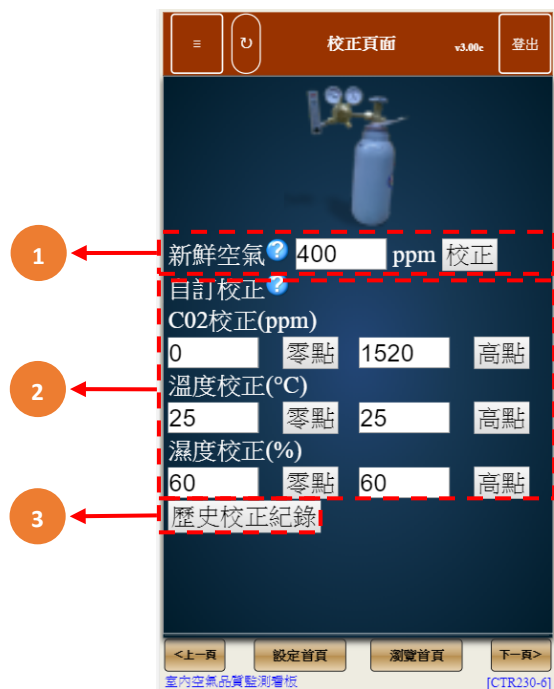 ≡ ↻ 校正頁面 v3.00c 登出
1 新鮮空氣 ? 400 ppm 校正
自訂校正 ?
C02校正(ppm)
0 零點 1520 高點
2 溫度校正(°C)
25 零點 25 高點
濕度校正(%)
60 零點 60 高點
3 歷史校正紀錄
<上一頁 設定首頁 瀏覽首頁 下一頁>
室內空氣品質監測看板 [CTR230-6]